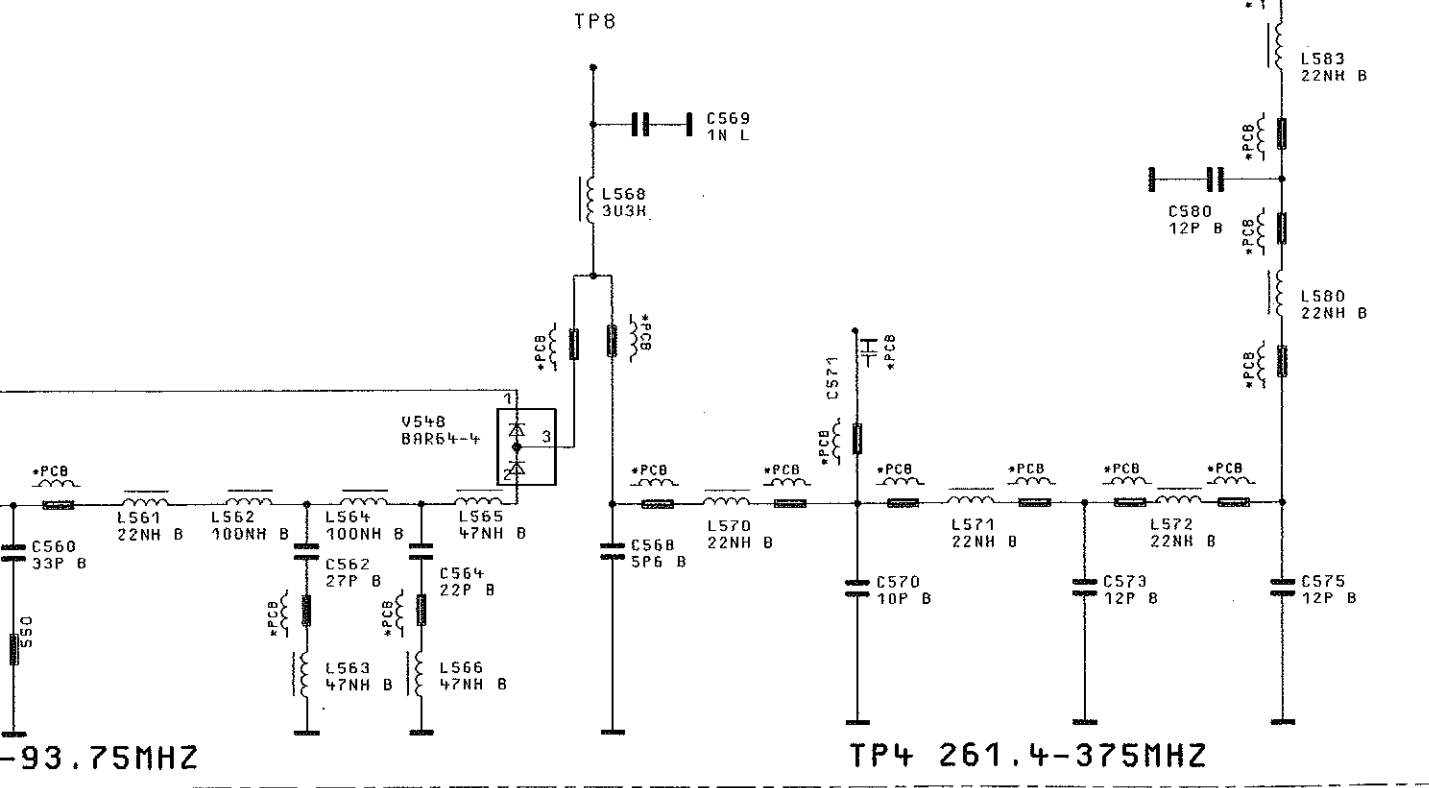 TP8
L583
22NH B
C569
1N L
*PCB
L568
3U3H
C580
12P B
*PCB
L580
22NH B
*PCB
*PCB
*PCB
C571
*PCB
*PCB
V548
BAR64-4
1
3
2
*PCB
*PCB
*PCB
*PCB
*PCB
*PCB
*PCB
L561
22NH B
L562
100NH B
L564
100NH B
L565
47NH B
L570
22NH B
L571
22NH B
L572
22NH B
C560
33P B
C562
27P B
C564
22P B
C568
5P6 B
C570
10P B
C573
12P B
C575
12P B
*PCB
*PCB
550
L563
47NH B
L566
47NH B
-93.75MHZ
TP4 261.4-375MHZ